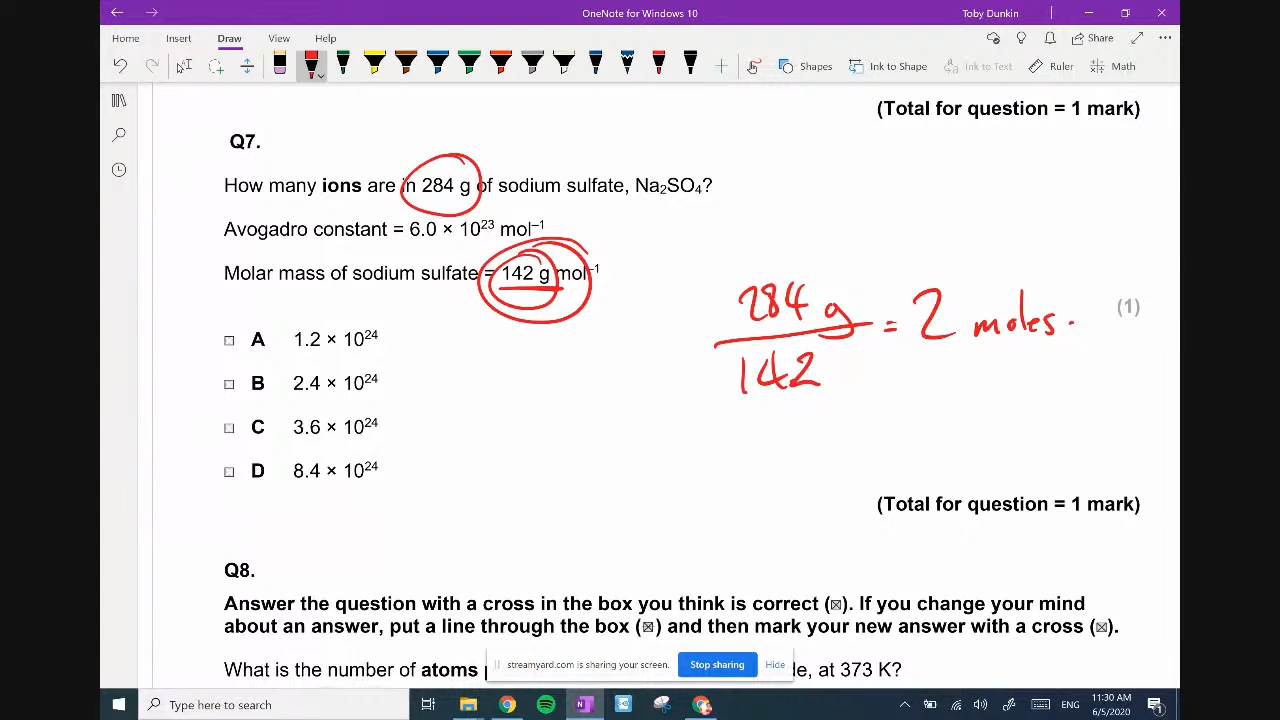 OneNote for Windows 10
Toby Dunkin
Home Insert Draw View Help
Share
Shapes Ink to Shape Ink to Text Ruler Math
(Total for question = 1 mark)
Q7.
How many ions are in 284 g of sodium sulfate, Na₂SO₄?
Avogadro constant = 6.0 × 10²³ mol⁻¹
Molar mass of sodium sulfate = 142 g mol⁻¹
284 g
142
= 2 moles.
(1)
A 1.2 × 10²⁴
B 2.4 × 10²⁴
C 3.6 × 10²⁴
D 8.4 × 10²⁴
(Total for question = 1 mark)
Q8.
Answer the question with a cross in the box you think is correct (☒). If you change your mind
about an answer, put a line through the box (☒) and then mark your new answer with a cross (☒).
What is the number of atoms de, at 373 K?
streamyard.com is sharing your screen. Stop sharing Hide
Type here to search
ENG
11:30 AM
6/5/2020
1